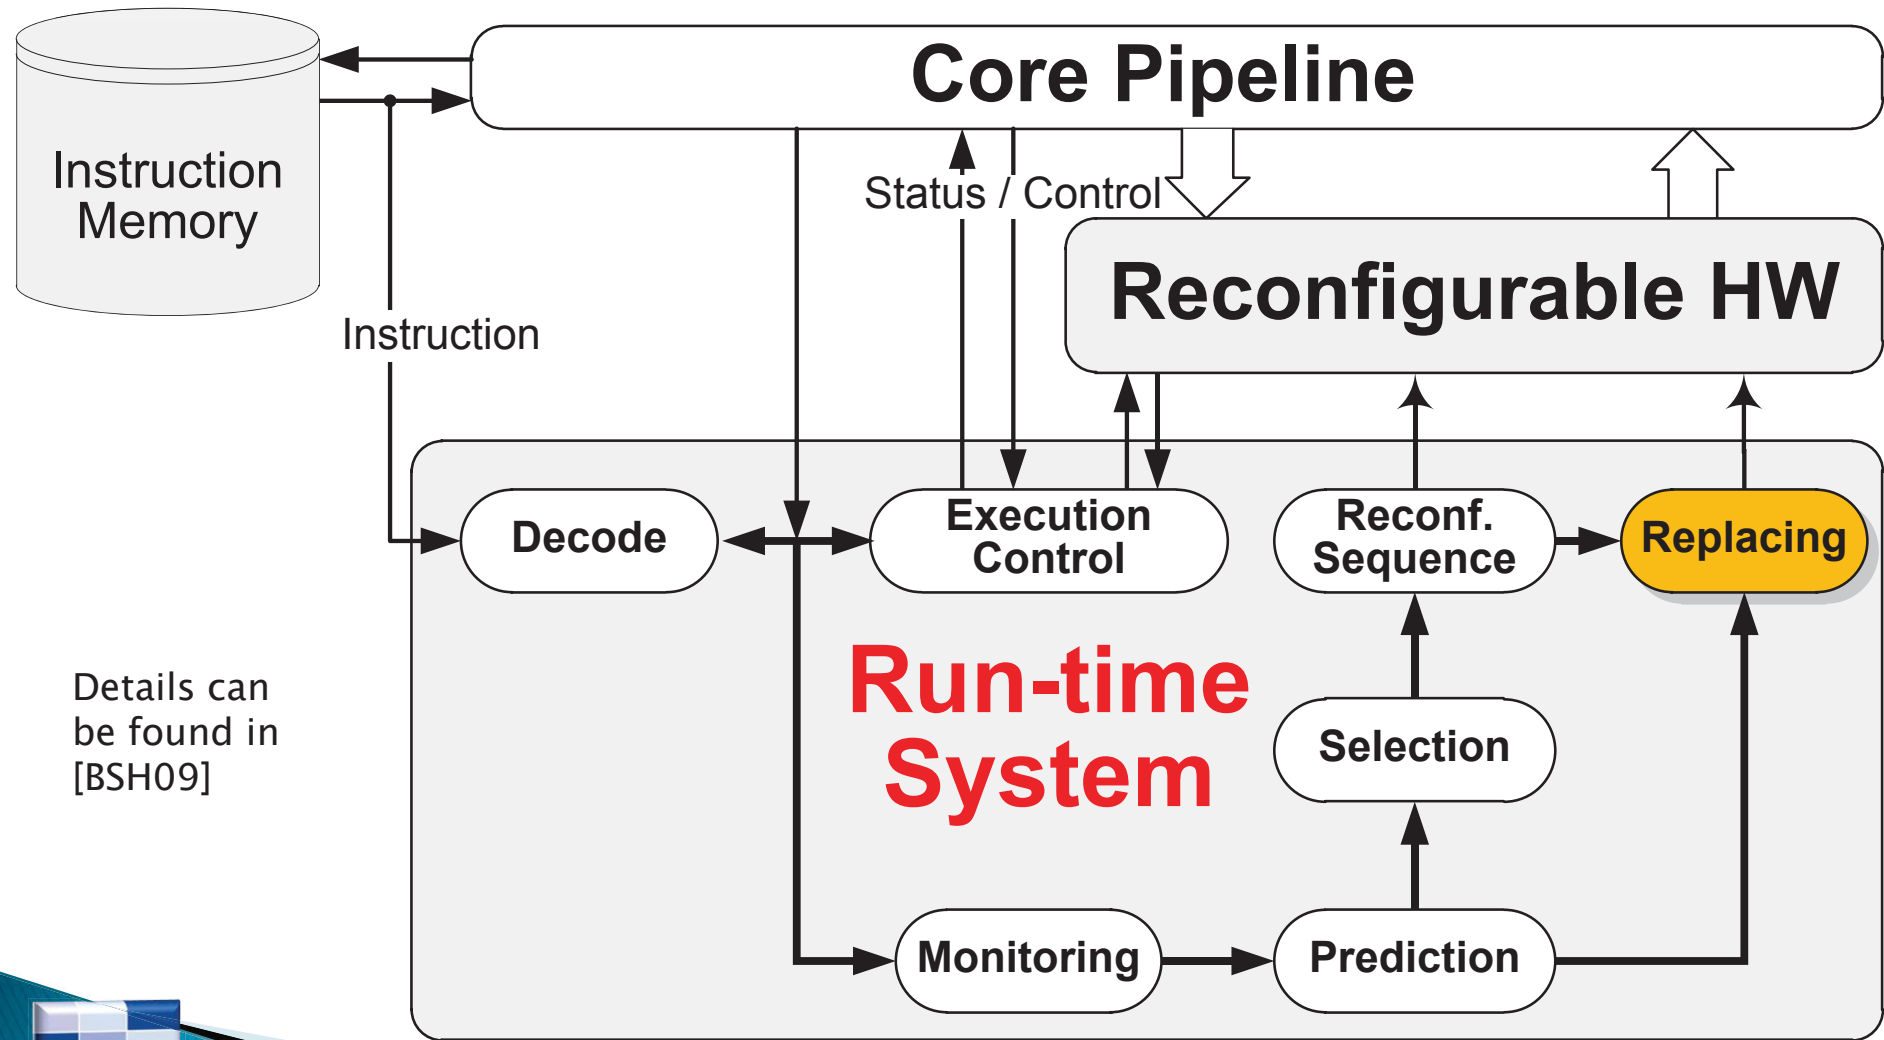 Core Pipeline
Instruction
Memory
Status / Control
Reconfigurable HW
Instruction
Decode
Execution
Control
Reconf.
Sequence
Replacing
Run-time
System
Selection
Details can
be found in
[BSH09]
Monitoring
Prediction